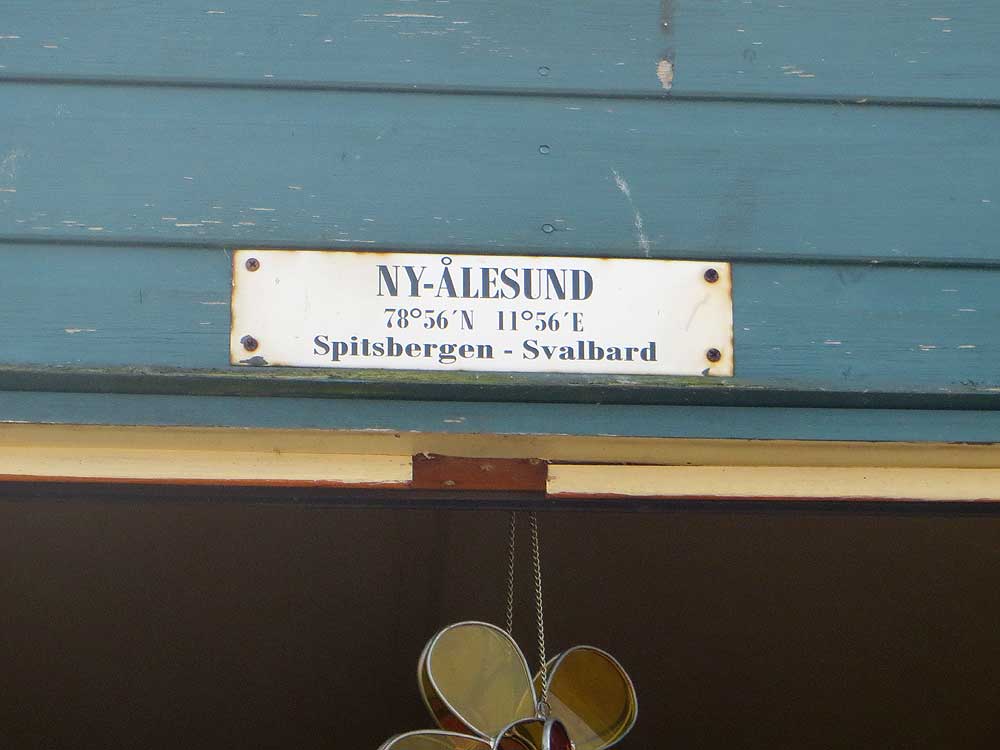 NY-ÅLESUND
78°56´N 11°56´E
Spitsbergen - Svalbard